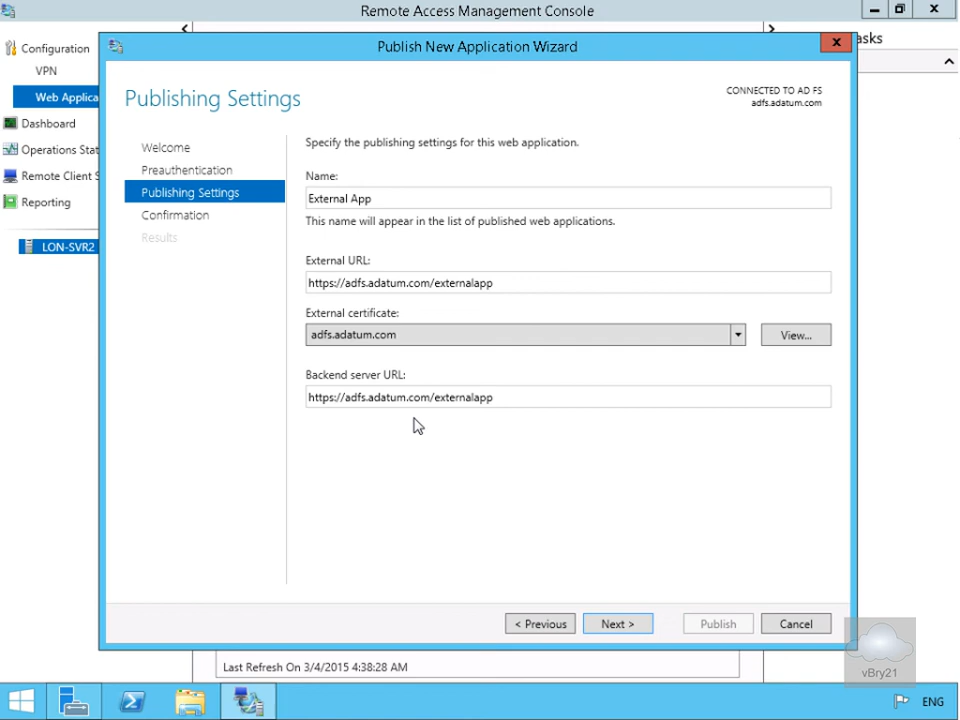 Remote Access Management Console
Configuration
VPN
Web Applica
Dashboard
Operations Stat
Remote Client S
Reporting
LON-SVR2
asks
Publish New Application Wizard
Publishing Settings
CONNECTED TO AD FS
adfs.adatum.com
Welcome
Preauthentication
Publishing Settings
Confirmation
Results
Specify the publishing settings for this web application.
Name:
External App
This name will appear in the list of published web applications.
External URL:
https://adfs.adatum.com/externalapp
External certificate:
adfs.adatum.com
View...
Backend server URL:
https://adfs.adatum.com/externalapp
< Previous
Next >
Publish
Cancel
Last Refresh On 3/4/2015 4:38:28 AM
vBry21
ENG